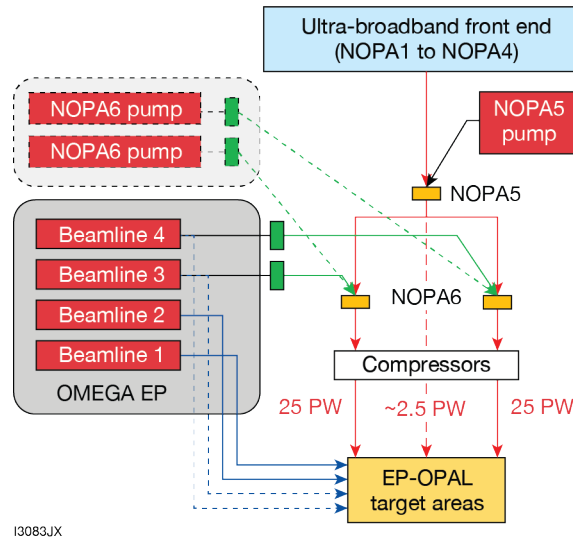 Ultra-broadband front end
(NOPA1 to NOPA4)
NOPA6 pump
NOPA6 pump
NOPA5
pump
NOPA5
Beamline 4
Beamline 3
Beamline 2
Beamline 1
OMEGA EP
NOPA6
Compressors
25 PW
~2.5 PW
25 PW
EP-OPAL
target areas
I3083JX